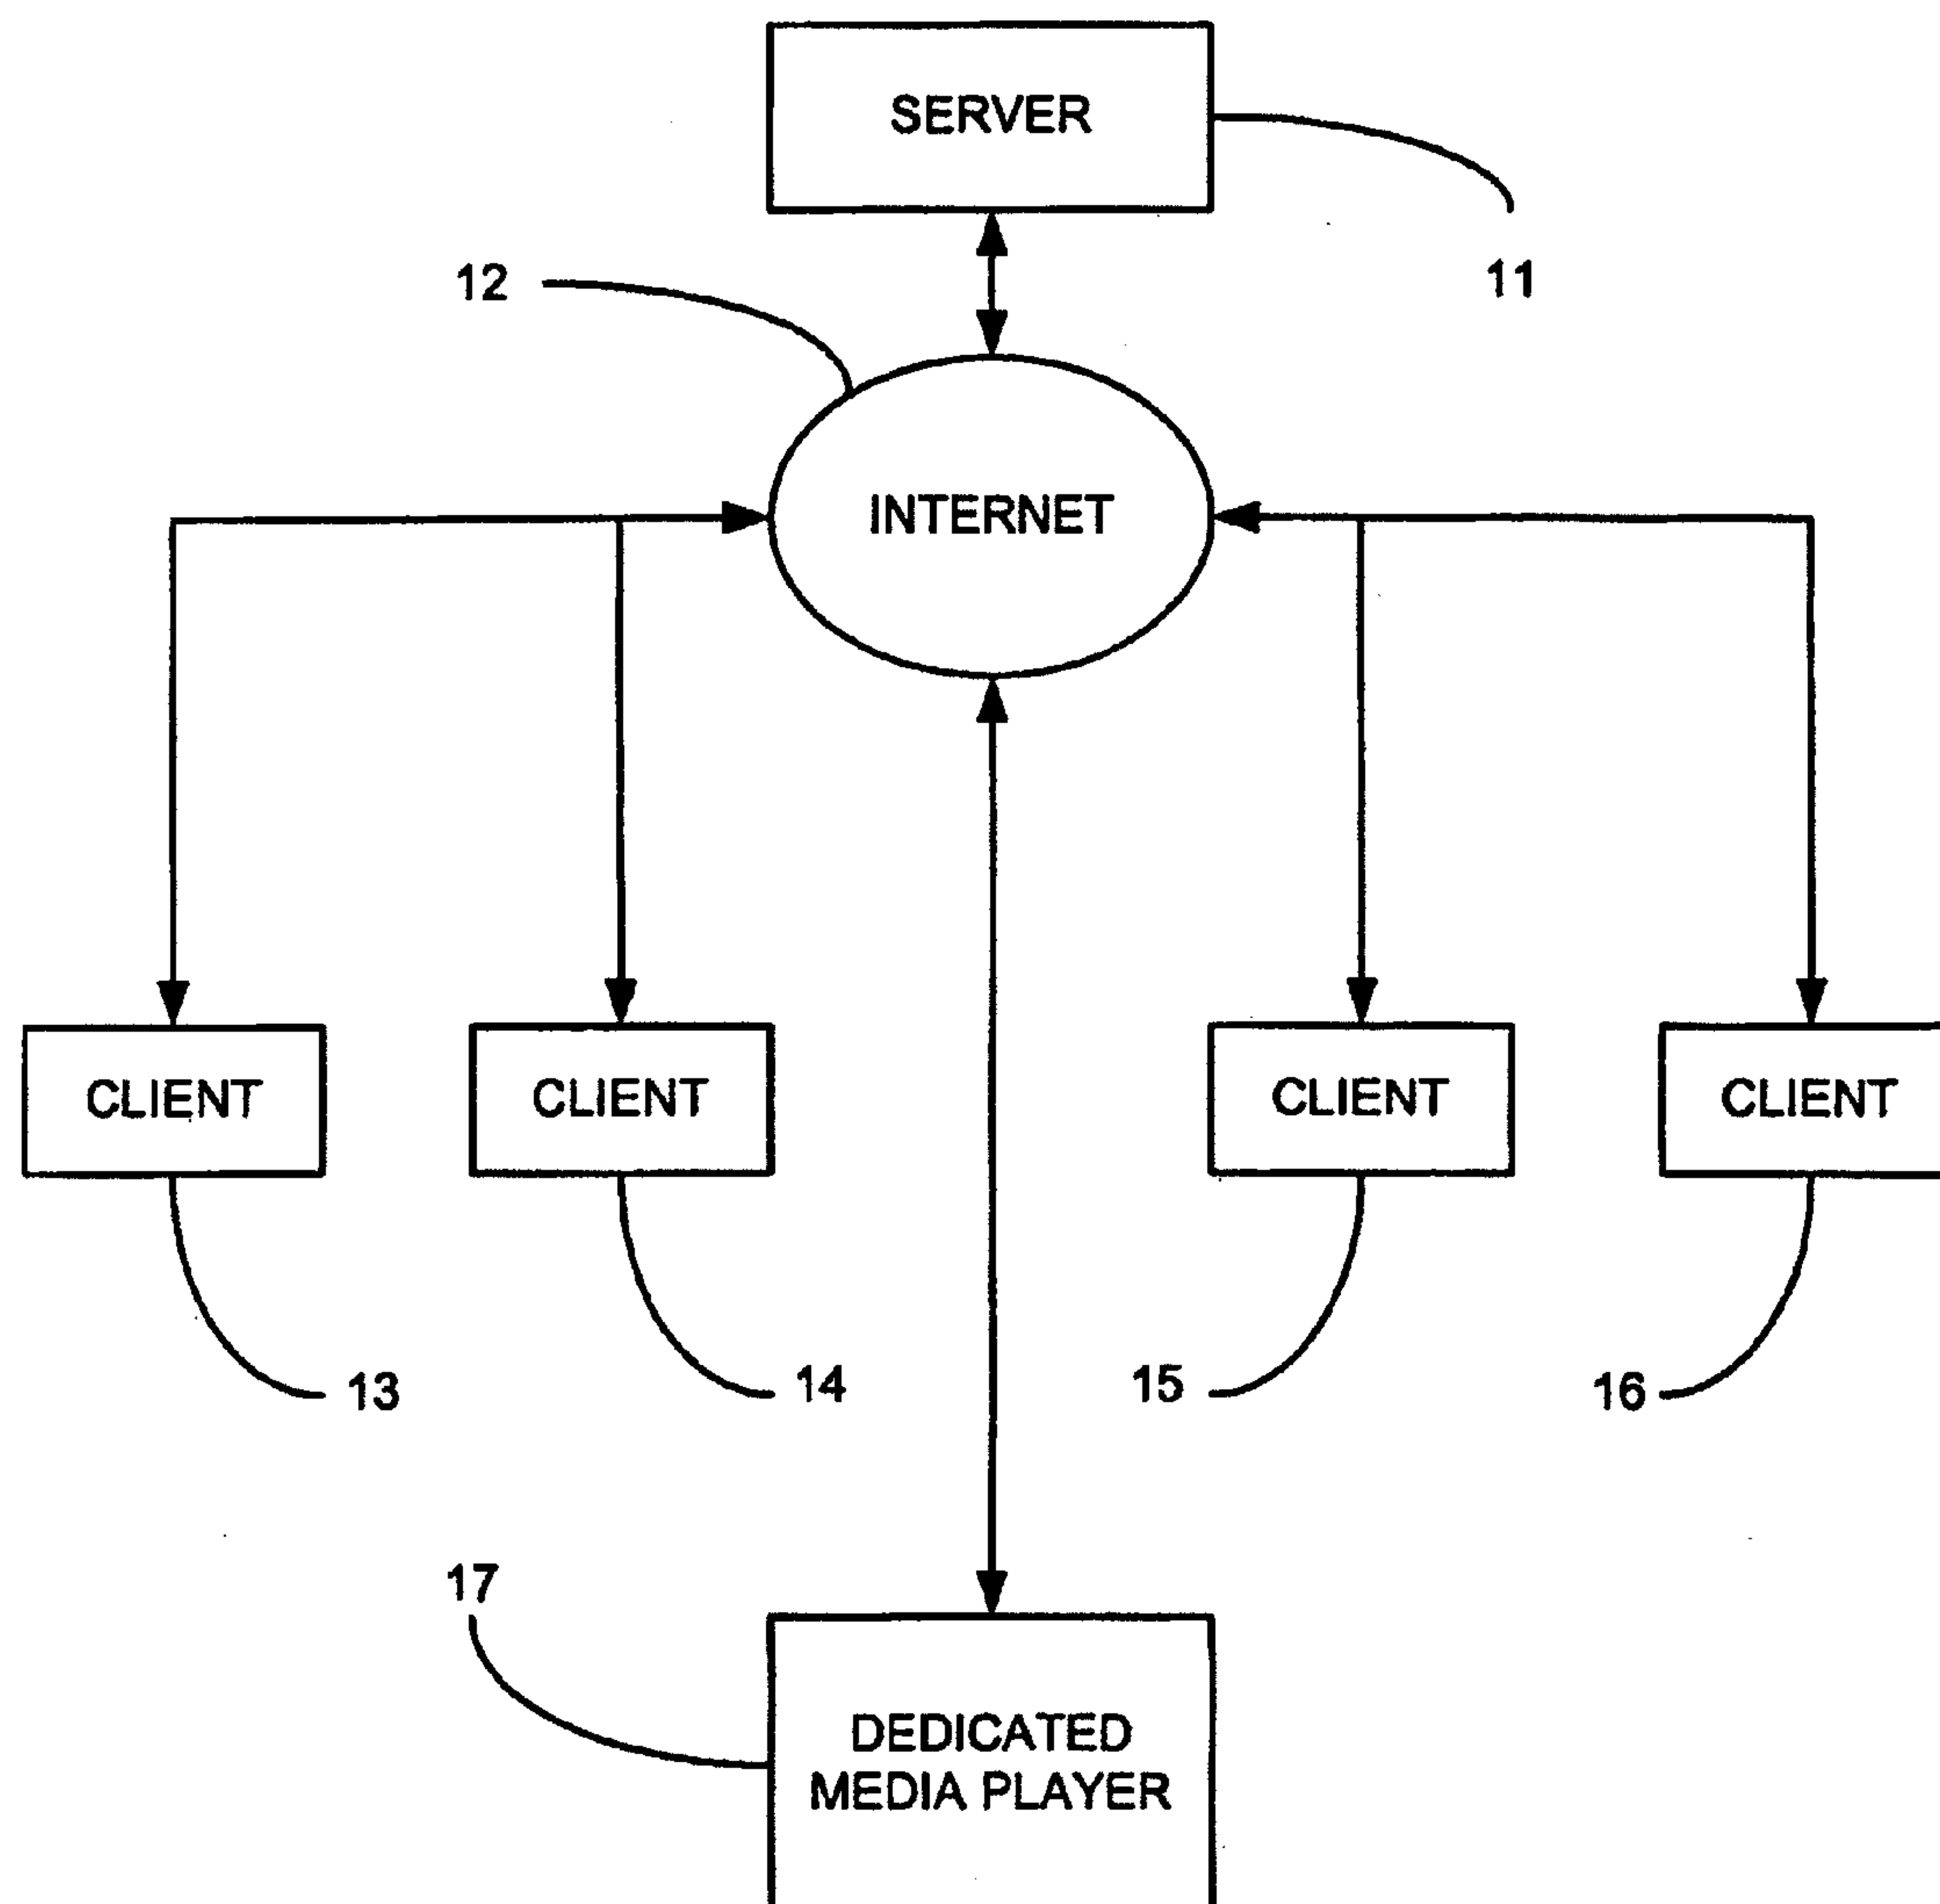 SERVER
12
11
INTERNET
CLIENT
CLIENT
CLIENT
CLIENT
13
14
15
16
17
DEDICATED
MEDIA PLAYER